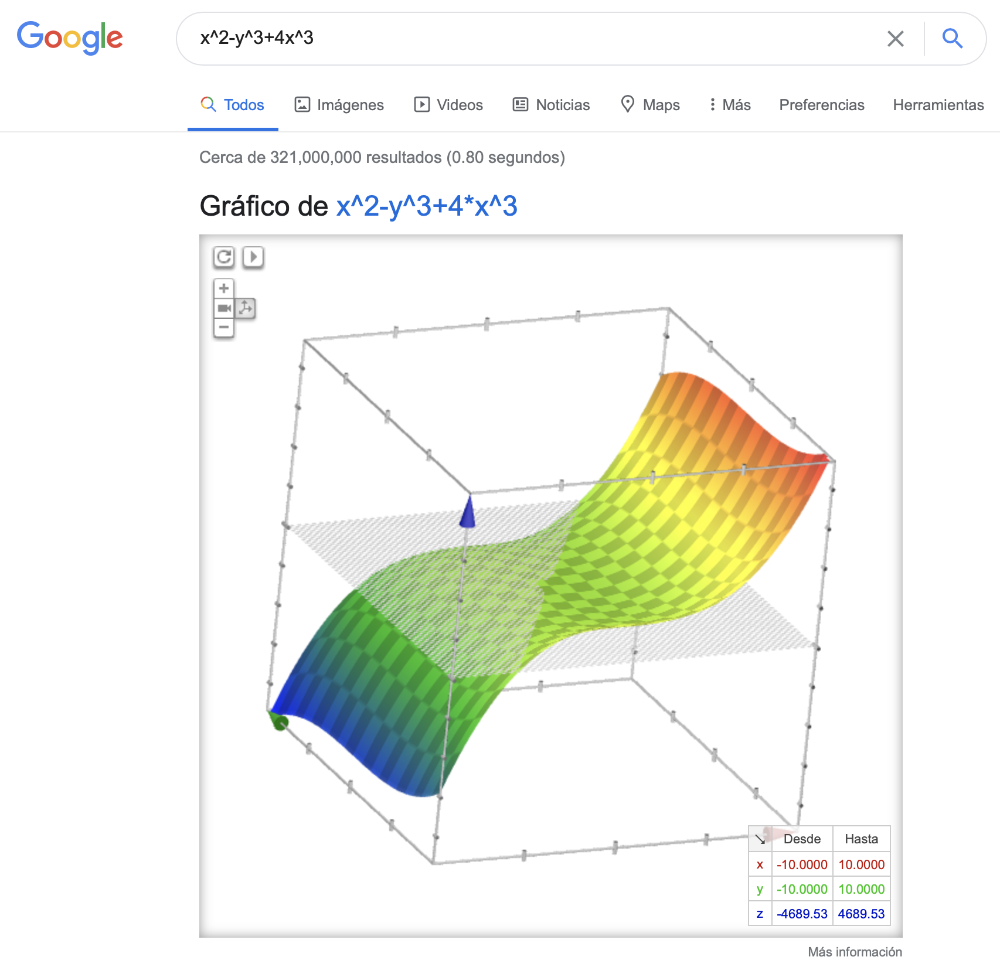 Google
x^2-y^3+4x^3
Todos Imágenes Videos Noticias Maps Más Preferencias Herramientas
Cerca de 321,000,000 resultados (0.80 segundos)
Gráfico de x^2-y^3+4*x^3
Desde Hasta
x -10.0000 10.0000
y -10.0000 10.0000
z -4689.53 4689.53
Más información